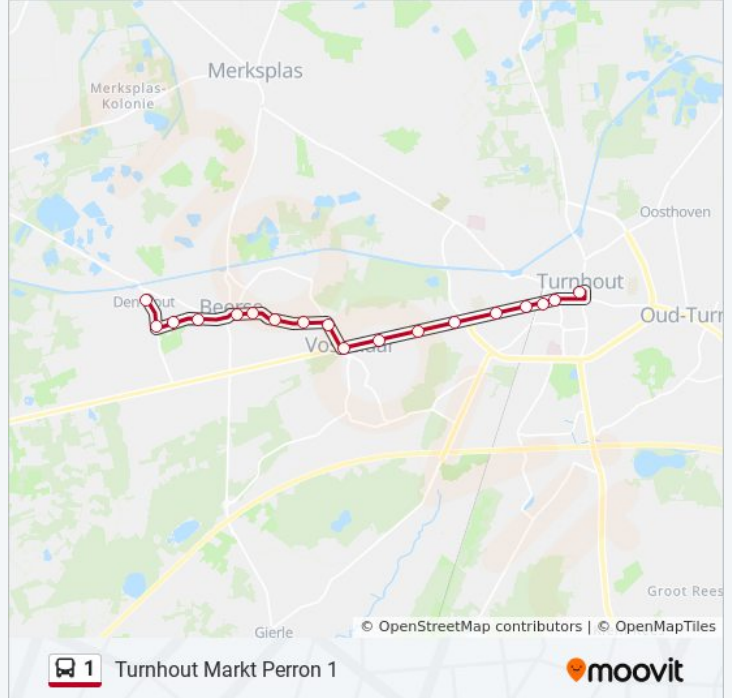 Merksplas
Merksplas-
Kolonie
Oosthoven
Turnhout
Beerse
Oud-Turn
Groot Rees
© OpenStreetMap contributors | © OpenMapTiles
Gierle
1 Turnhout Markt Perron 1
moovit